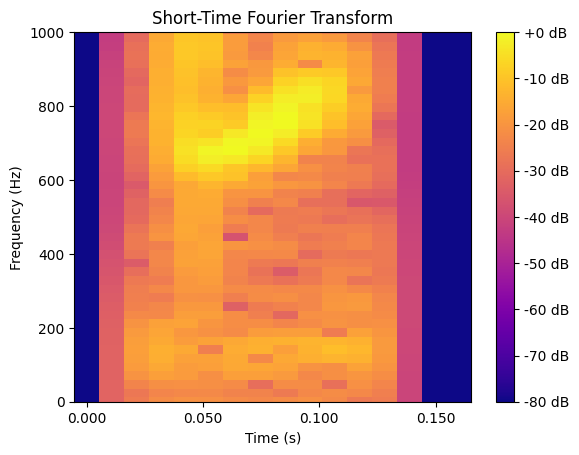 Short-Time Fourier Transform
Frequency (Hz)
1000
800
600
400
200
0
0.000
0.050
0.100
0.150
Time (s)
+0 dB
-10 dB
-20 dB
-30 dB
-40 dB
-50 dB
-60 dB
-70 dB
-80 dB